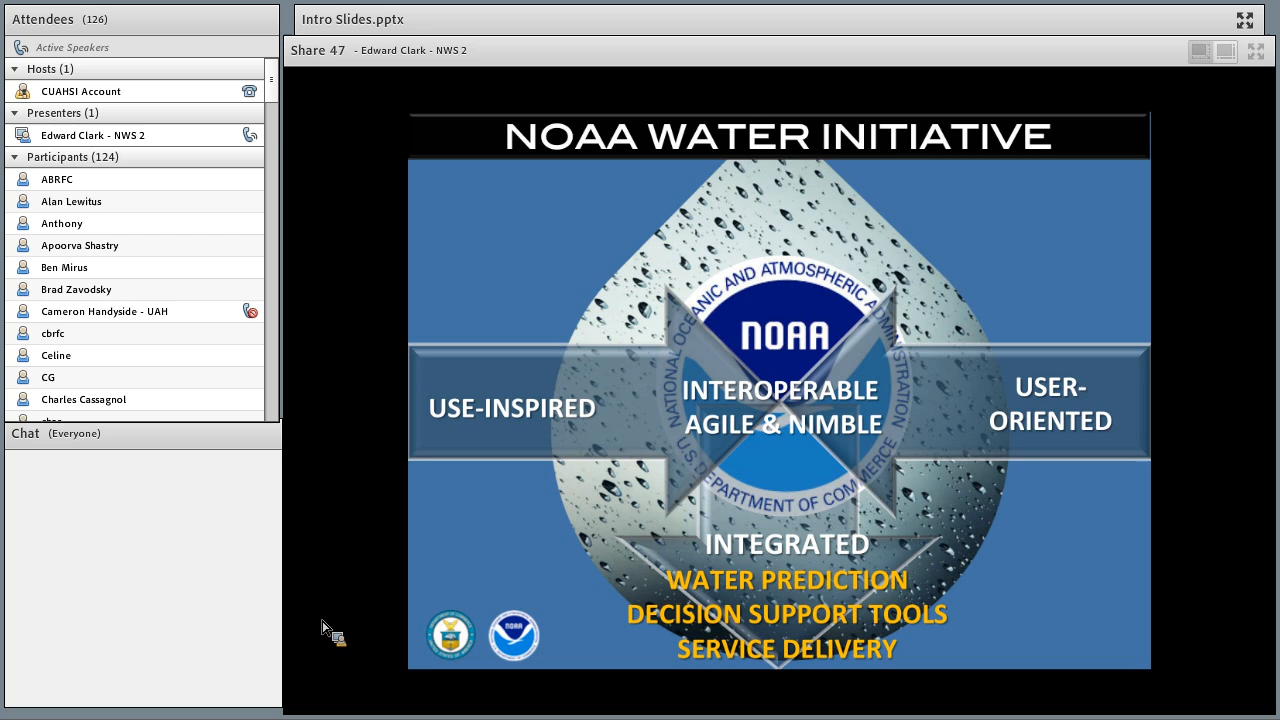 Attendees (126)
Active Speakers
Hosts (1)
CUAHSI Account
Presenters (1)
Edward Clark - NWS 2
Participants (124)
ABRFC
Alan Lewitus
Anthony
Apoorva Shastry
Ben Mirus
Brad Zavodsky
Cameron Handyside - UAH
cbrfc
Celine
CG
Charles Cassagnol
Chat (Everyone)
Intro Slides.pptx
Share 47 - Edward Clark - NWS 2
NOAA WATER INITIATIVE
NATIONAL OCEANIC AND ATMOSPHERIC ADMINISTRATION
NOAA
U.S. DEPARTMENT OF COMMERCE
USE-INSPIRED
INTEROPERABLE
AGILE & NIMBLE
USER-
ORIENTED
INTEGRATED
WATER PREDICTION
DECISION SUPPORT TOOLS
SERVICE DELIVERY
NOAA